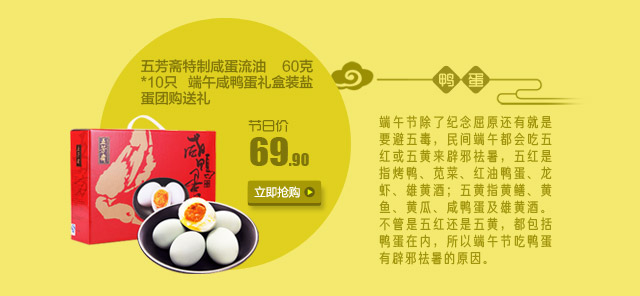 五芳斋特制咸蛋流油 60克
*10只 端午咸鸭蛋礼盒装盐
蛋团购送礼
节日价
69.90
立即抢购
五芳斋
咸鸭蛋
鸭蛋
端午节除了纪念屈原还有就是
要避五毒，民间端午都会吃五
红或五黄来辟邪祛暑，五红是
指烤鸭、苋菜、红油鸭蛋、龙
虾、雄黄酒；五黄指黄鳝、黄
鱼、黄瓜、咸鸭蛋及雄黄酒。
不管是五红还是五黄，都包括
鸭蛋在内，所以端午节吃鸭蛋
有辟邪祛暑的原因。